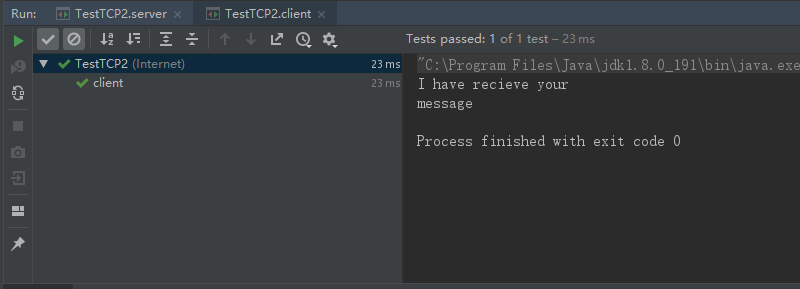 Run: TestTCP2.server × TestTCP2.client ×
Tests passed: 1 of 1 test – 23 ms
TestTCP2 (Internet) 23 ms
client 23 ms
"C:\Program Files\Java\jdk1.8.0_191\bin\java.exe
I have recieve your
message
Process finished with exit code 0